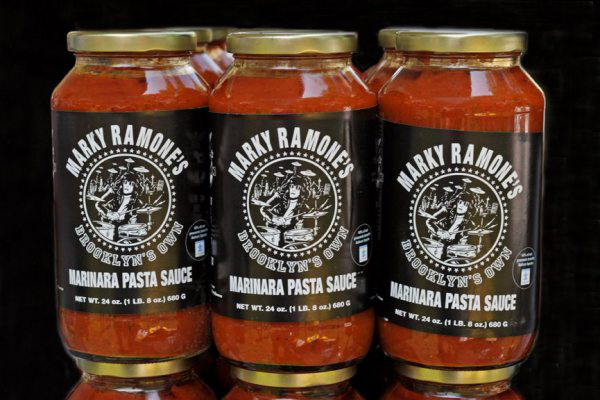 MARKY RAMONE'S
BROOKLYN'S OWN
MARINARA PASTA SAUCE
NET WT. 24 oz. (1 LB. 8 oz.) 680 G
MARKY RAMONE'S
BROOKLYN'S OWN
MARINARA PASTA SAUCE
NET WT. 24 oz. (1 LB. 8 oz.) 680 G
MARKY RAMONE'S
BROOKLYN'S OWN
MARINARA PASTA SAUCE
NET WT. 24 oz. (1 LB. 8 oz.) 680 G